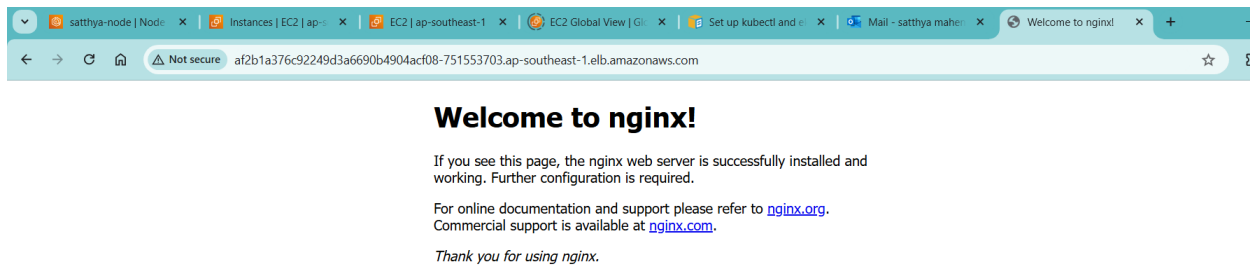 satthya-node | Node
Instances | EC2 | ap-s
EC2 | ap-southeast-1
EC2 Global View | Glo
Set up kubectl and e
Mail - satthya mahen
Welcome to nginx!
Not secure
af2b1a376c92249d3a6690b4904acf08-751553703.ap-southeast-1.elb.amazonaws.com
Welcome to nginx!
If you see this page, the nginx web server is successfully installed and
working. Further configuration is required.
For online documentation and support please refer to nginx.org.
Commercial support is available at nginx.com.
Thank you for using nginx.